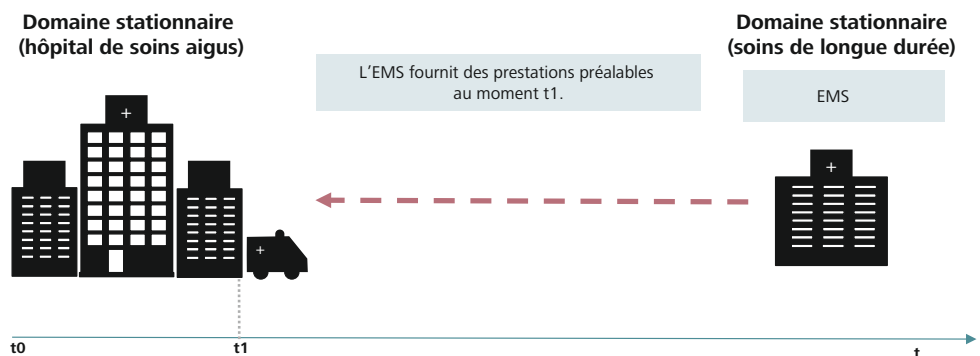 Domaine stationnaire
(hôpital de soins aigus)
L'EMS fournit des prestations préalables
au moment t1.
Domaine stationnaire
(soins de longue durée)
EMS
t0
t1
t